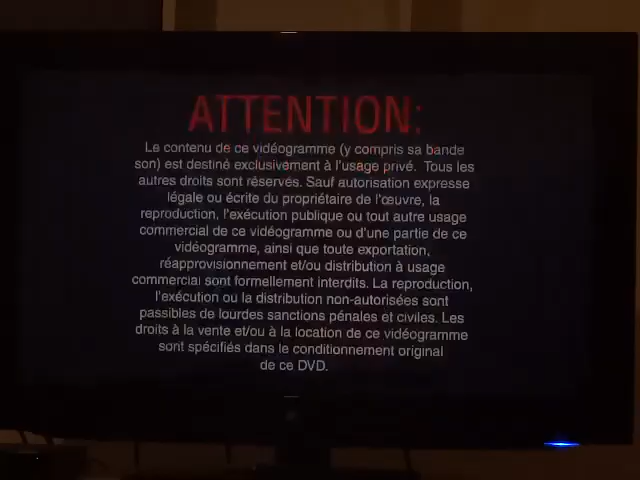 ATTENTION:
Le contenu de ce vidéogramme (y compris sa bande
son) est destiné exclusivement à l'usage privé. Tous les
autres droits sont réservés. Sauf autorisation expresse
légale ou écrite du propriétaire de l'œuvre, la
reproduction, l'exécution publique ou tout autre usage
commercial de ce vidéogramme ou d'une partie de ce
vidéogramme, ainsi que toute exportation,
réapprovisionnement et/ou distribution à usage
commercial sont formellement interdits. La reproduction,
l'exécution ou la distribution non-autorisées sont
passibles de lourdes sanctions pénales et civiles. Les
droits à la vente et/ou à la location de ce vidéogramme
sont spécifiés dans le conditionnement original
de ce DVD.